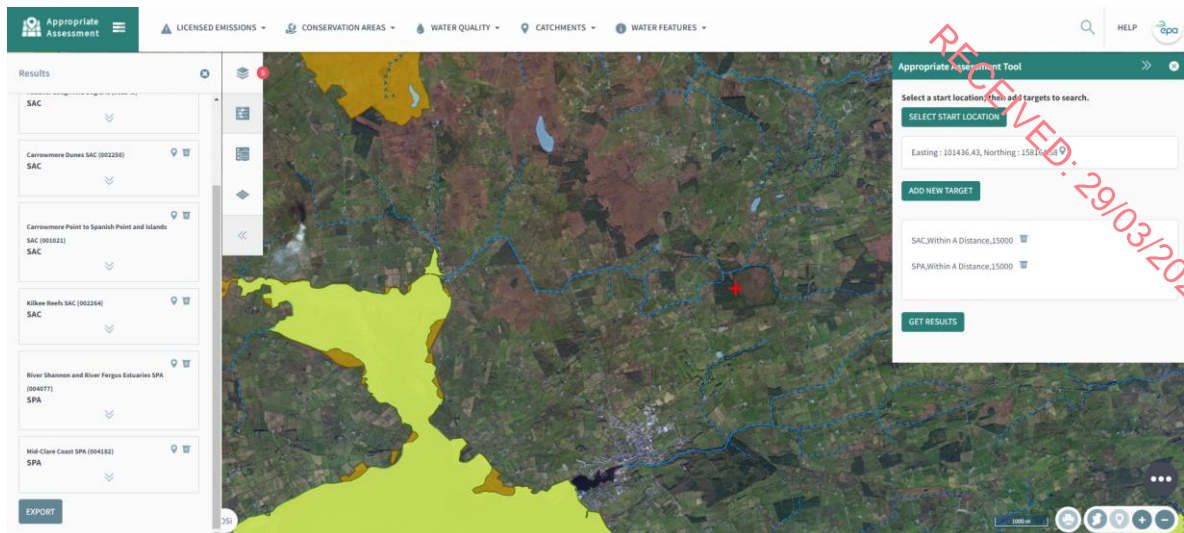 Appropriate
Assessment
LICENSED EMISSIONS
CONSERVATION AREAS
WATER QUALITY
CATCHMENTS
WATER FEATURES
HELP
epa
Results
SAC
Carrowmore Dunes SAC (002250)
SAC
Carrowmore Point to Spanish Point and Islands
SAC (001021)
SAC
Kilkee Reefs SAC (002264)
SAC
River Shannon and River Fergus Estuaries SPA
(004077)
SPA
Mid-Clare Coast SPA (004182)
SPA
EXPORT
5
Appropriate Assessment Tool
Select a start location, then add targets to search.
SELECT START LOCATION
Easting : 101436.43, Northing :
ADD NEW TARGET
SAC,Within A Distance,15000
SPA,Within A Distance,15000
GET RESULTS
1000 m
RECEIVED: 29/03/202